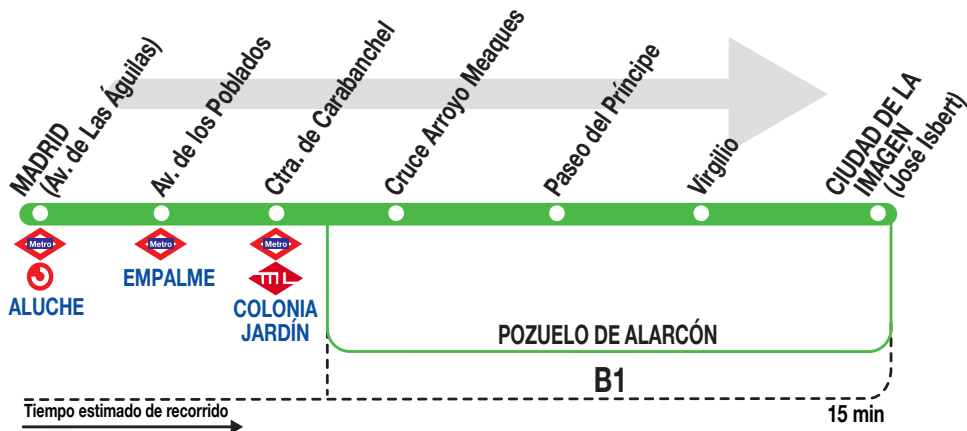 MADRID
(Av. de Las Águilas)
Av. de los Poblados
Ctra. de Carabanchel
Cruce Arroyo Meaques
Paseo del Príncipe
Virgilio
CIUDAD DE LA
IMAGEN
(José Isbert)
Metro
Metro
Metro
ML
ALUCHE
EMPALME
COLONIA
JARDÍN
POZUELO DE ALARCÓN
B1
Tiempo estimado de recorrido
15 min